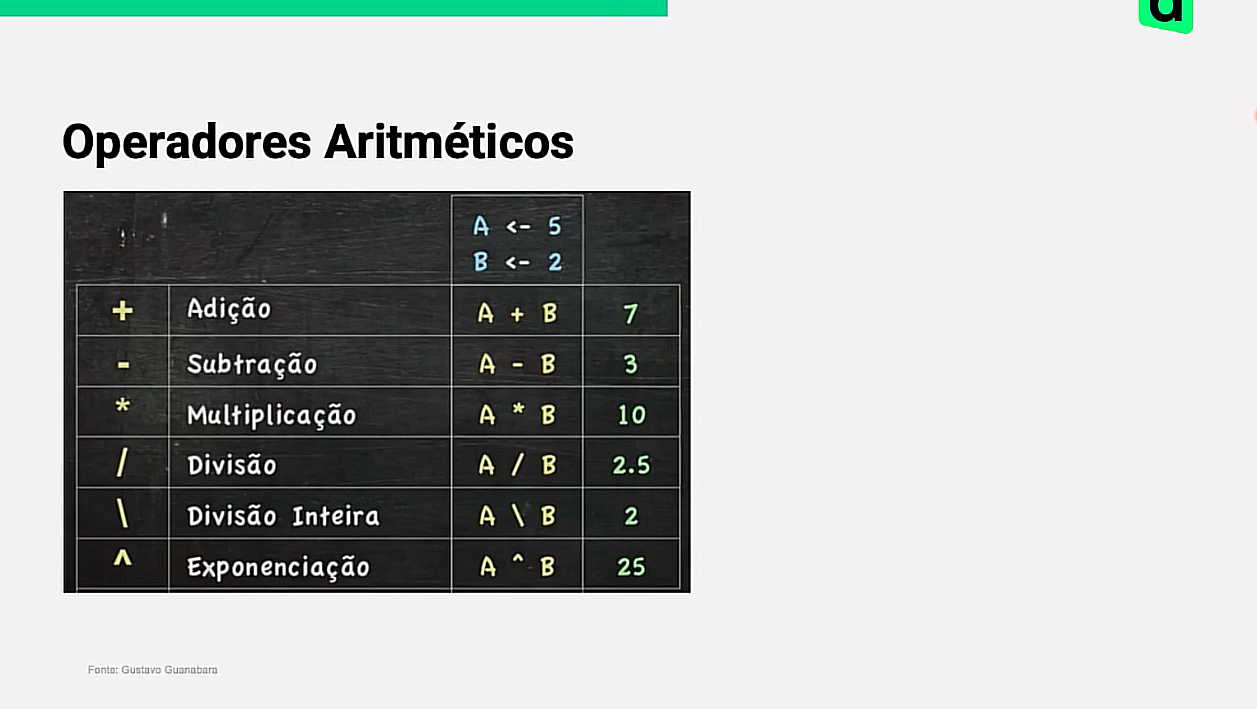 Operadores Aritméticos
A <- 5
B <- 2
+ Adição A + B 7
- Subtração A - B 3
* Multiplicação A * B 10
/ Divisão A / B 2.5
\ Divisão Inteira A \ B 2
^ Exponenciação A ^ B 25
Fonte: Gustavo Guanabara